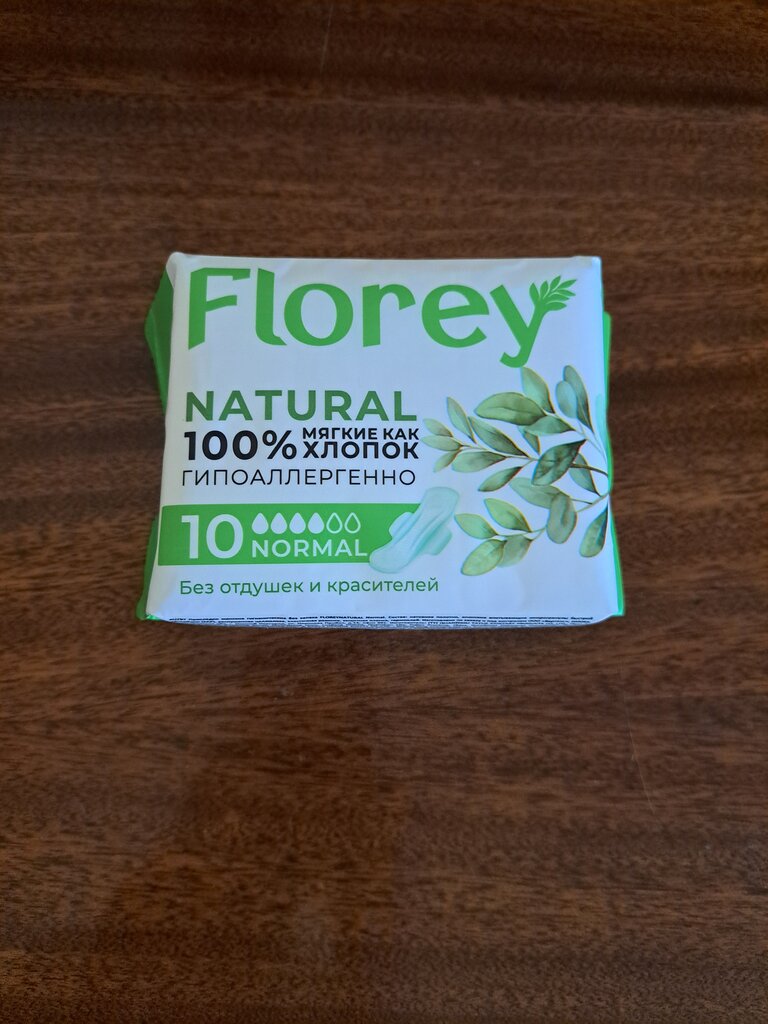 Florey
NATURAL
100% МЯГКИЕ КАК
ХЛОПОК
ГИПОАЛЛЕРГЕННО
10 NORMAL
Без отдушек и красителей